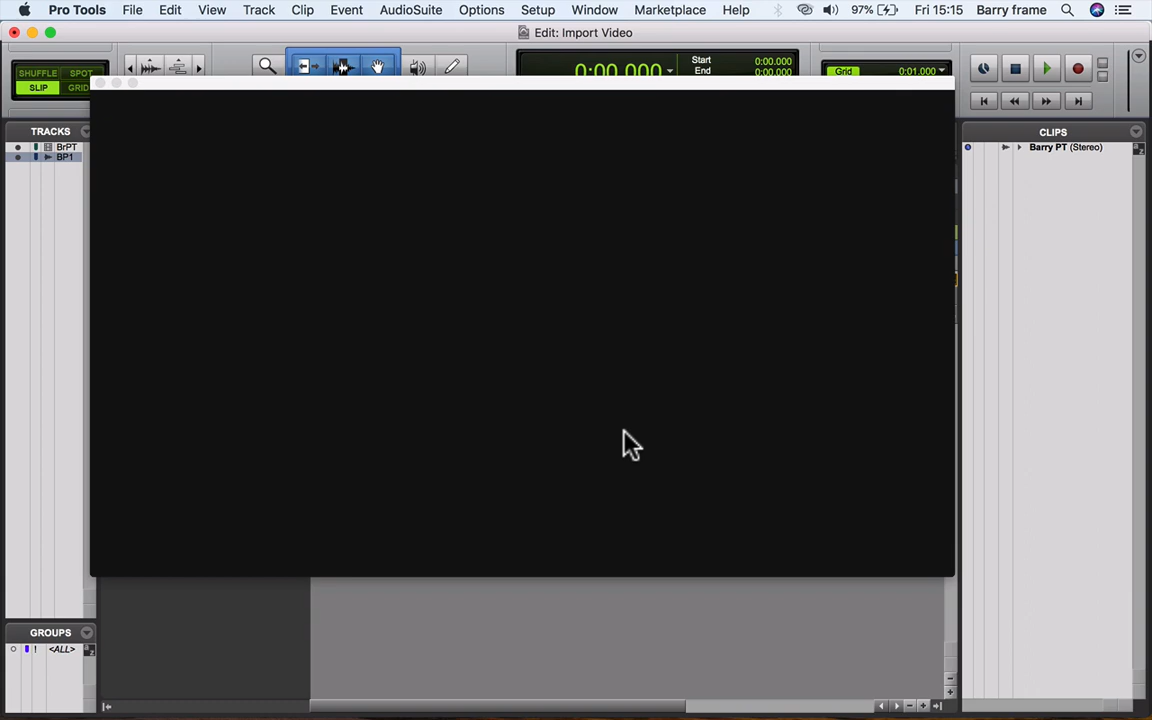 Pro Tools File Edit View Track Clip Event AudioSuite Options Setup Window Marketplace Help 97% Fri 15:15 Barry frame
Edit: Import Video
SHUFFLE SPOT
SLIP GRID
0:00.000
Start 0:00.000
End 0:00.000
Grid 0:01.000
TRACKS
BrPT
BP1
CLIPS
Barry PT (Stereo)
GROUPS
! <ALL>